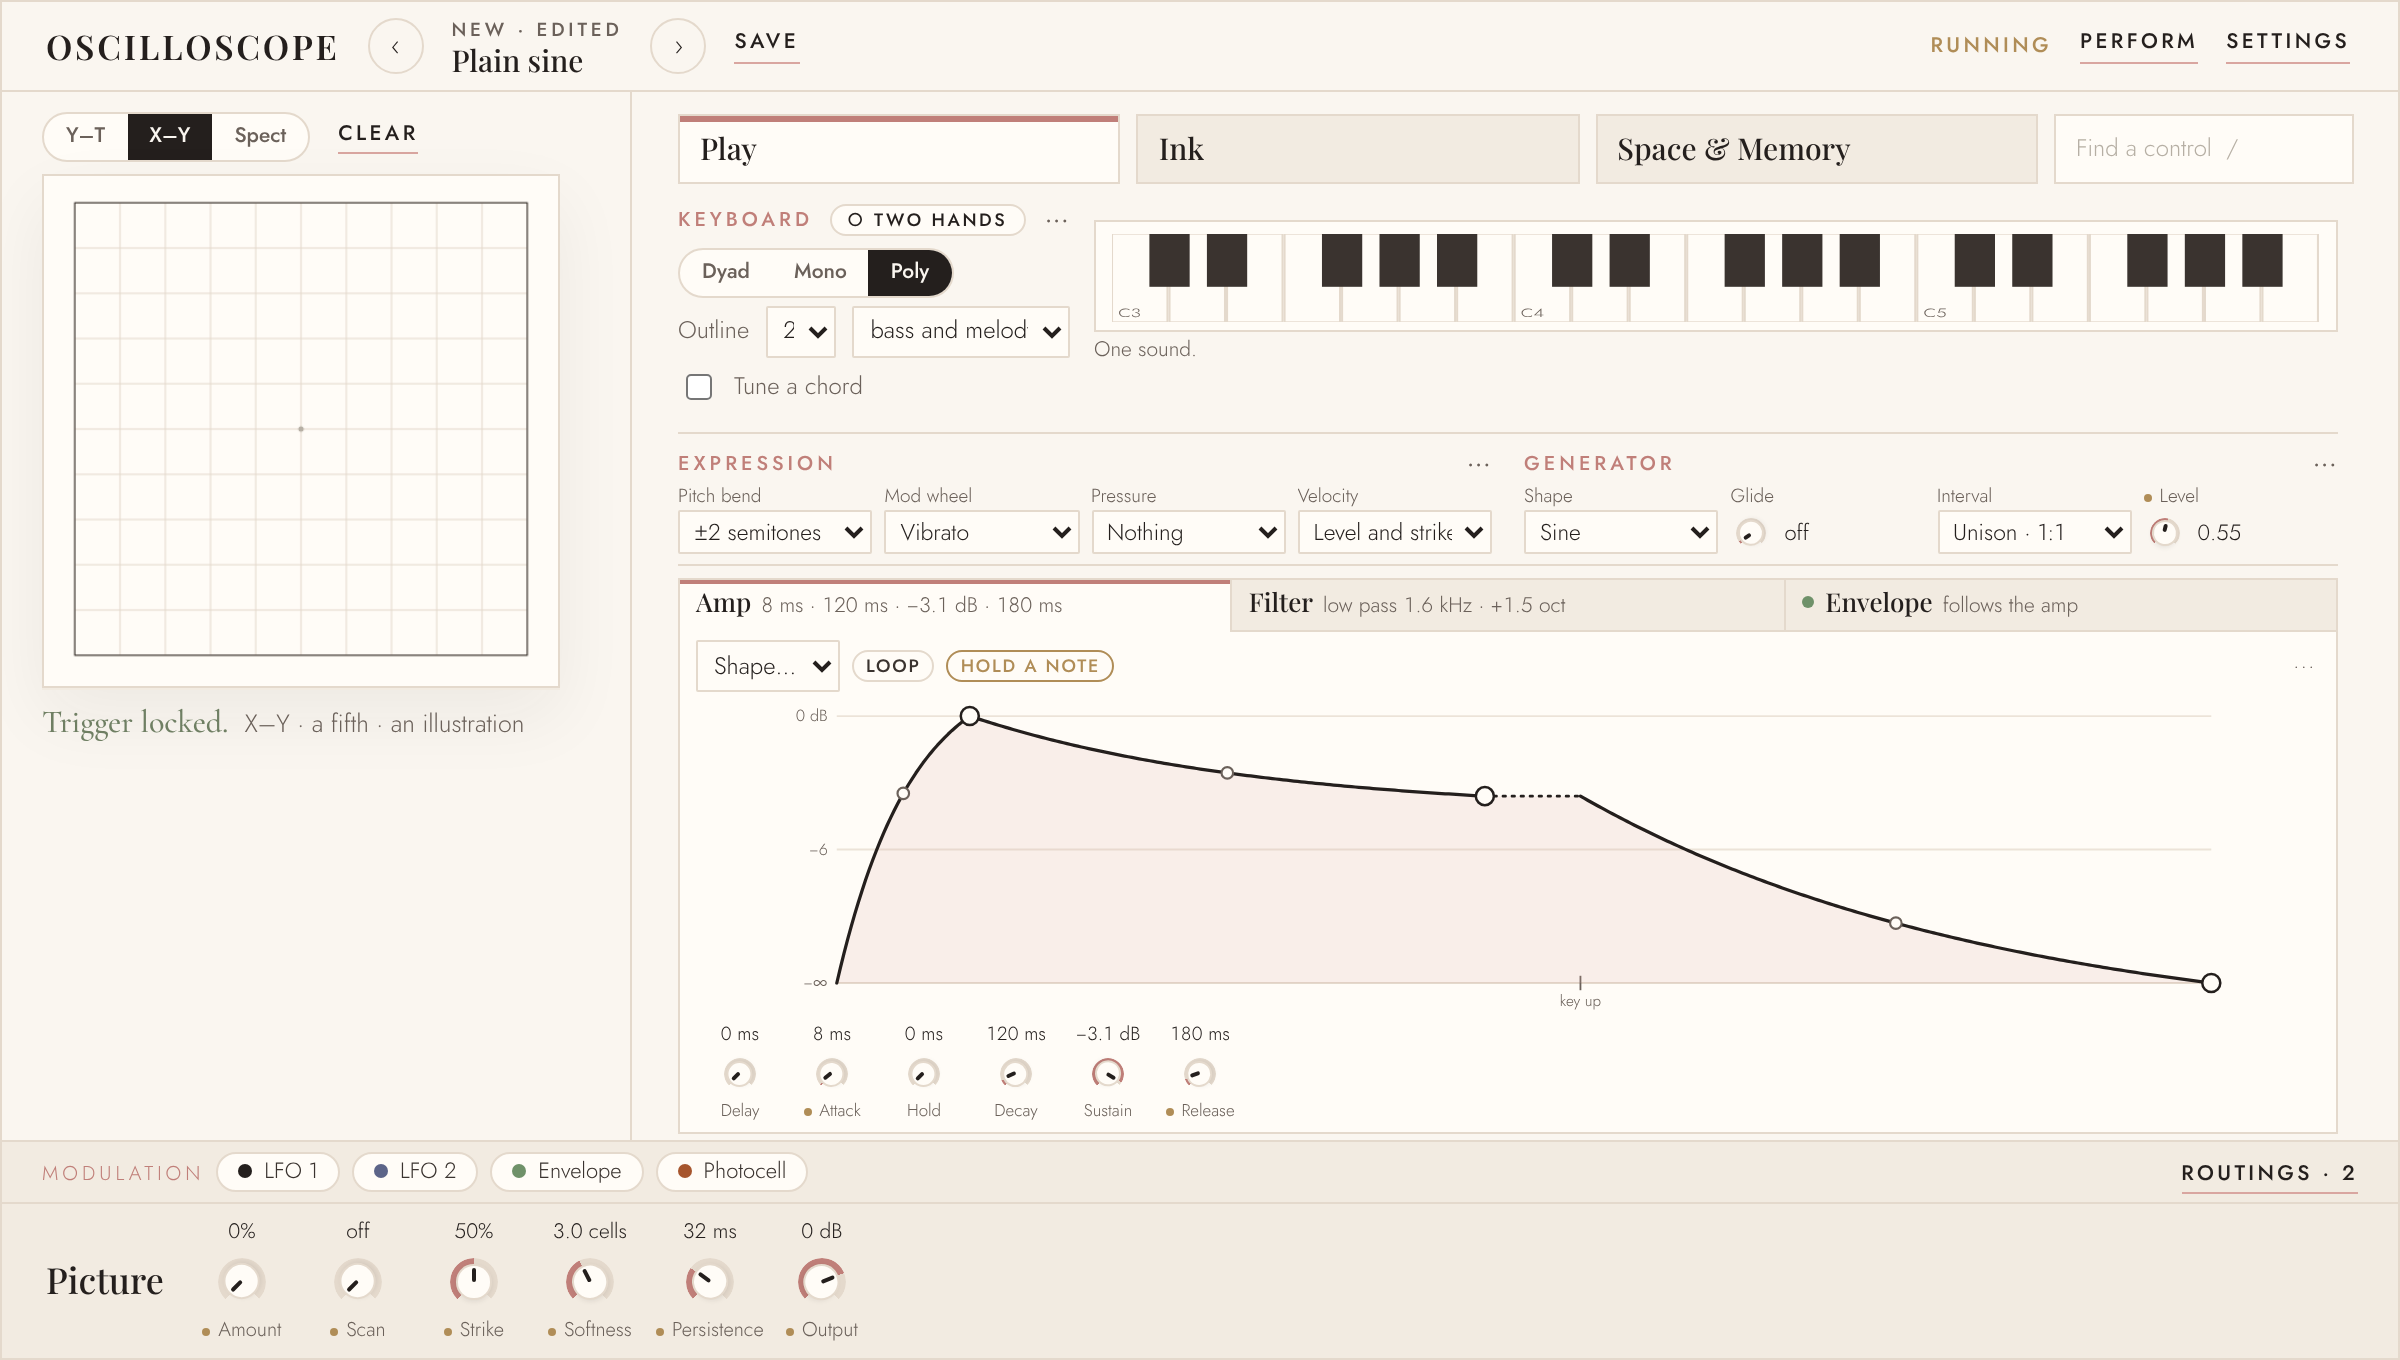 OSCILLOSCOPE
‹
NEW · EDITED
Plain sine
›
SAVE
RUNNING
PERFORM
SETTINGS
Y–T
X–Y
Spect
CLEAR
Trigger locked. X–Y · a fifth · an illustration
Play
Ink
Space & Memory
Find a control /
KEYBOARD
TWO HANDS
···
Dyad
Mono
Poly
Outline
2
bass and melod
Tune a chord
C3
C4
C5
One sound.
EXPRESSION
···
Pitch bend
Mod wheel
Pressure
Velocity
±2 semitones
Vibrato
Nothing
Level and strike
GENERATOR
···
Shape
Glide
Interval
Level
Sine
off
Unison · 1:1
0.55
Amp 8 ms · 120 ms · −3.1 dB · 180 ms
Filter low pass 1.6 kHz · +1.5 oct
Envelope follows the amp
Shape...
LOOP
HOLD A NOTE
···
0 dB
−6
−∞
key up
0 ms
8 ms
0 ms
120 ms
−3.1 dB
180 ms
Delay
Attack
Hold
Decay
Sustain
Release
MODULATION
LFO 1
LFO 2
Envelope
Photocell
ROUTINGS · 2
Picture
0%
off
50%
3.0 cells
32 ms
0 dB
Amount
Scan
Strike
Softness
Persistence
Output